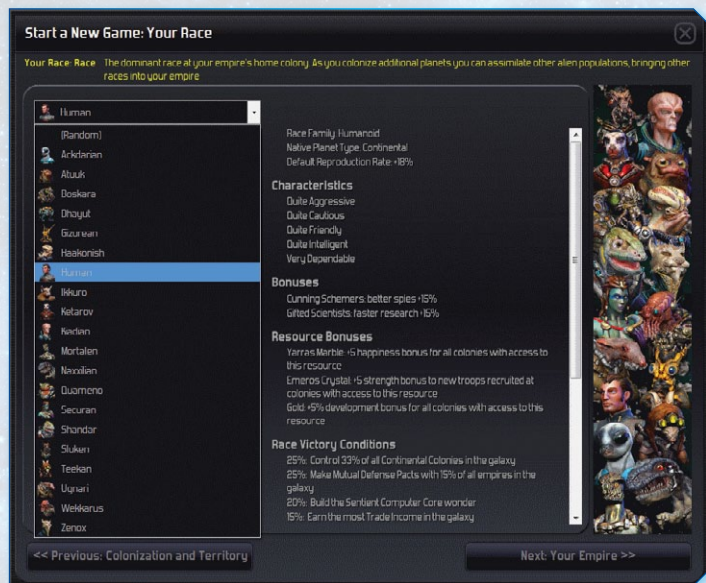 Start a New Game: Your Race
Your Race: Race The dominant race at your empire's home colony. As you colonize additional planets you can assimilate other alien populations, bringing other
races into your empire
Human
(Random)
Ackdarian
Atuuk
Boskara
Dhayut
Gizurean
Haakonish
Human
Ikkuro
Ketarov
Keidan
Mortalen
Naxxilian
Quameno
Securan
Shandar
Sluken
Teekan
Ugnari
Wekkarus
Zenox
Race Family: Humanoid
Native Planet Type: Continental
Default Reproduction Rate: +18%
Characteristics
Quite Aggressive
Quite Cautious
Quite Friendly
Quite Intelligent
Very Dependable
Bonuses
Cunning Schemers: better spies +15%
Gifted Scientists: faster research +15%
Resource Bonuses
Yarras Marble: +5 happiness bonus for all colonies with access to
this resource
Emeros Crystal: +5 strength bonus to new troops recruited at
colonies with access to this resource
Gold: +5% development bonus for all colonies with access to this
resource
Race Victory Conditions
25%: Control 33% of all Continental Colonies in the galaxy
25%: Make Mutual Defense Pacts with 15% of all empires in the
galaxy
20%: Build the Sentient Computer Core wonder
15%: Earn the most Trade Income in the galaxy
<< Previous: Colonization and Territory
Next: Your Empire >>